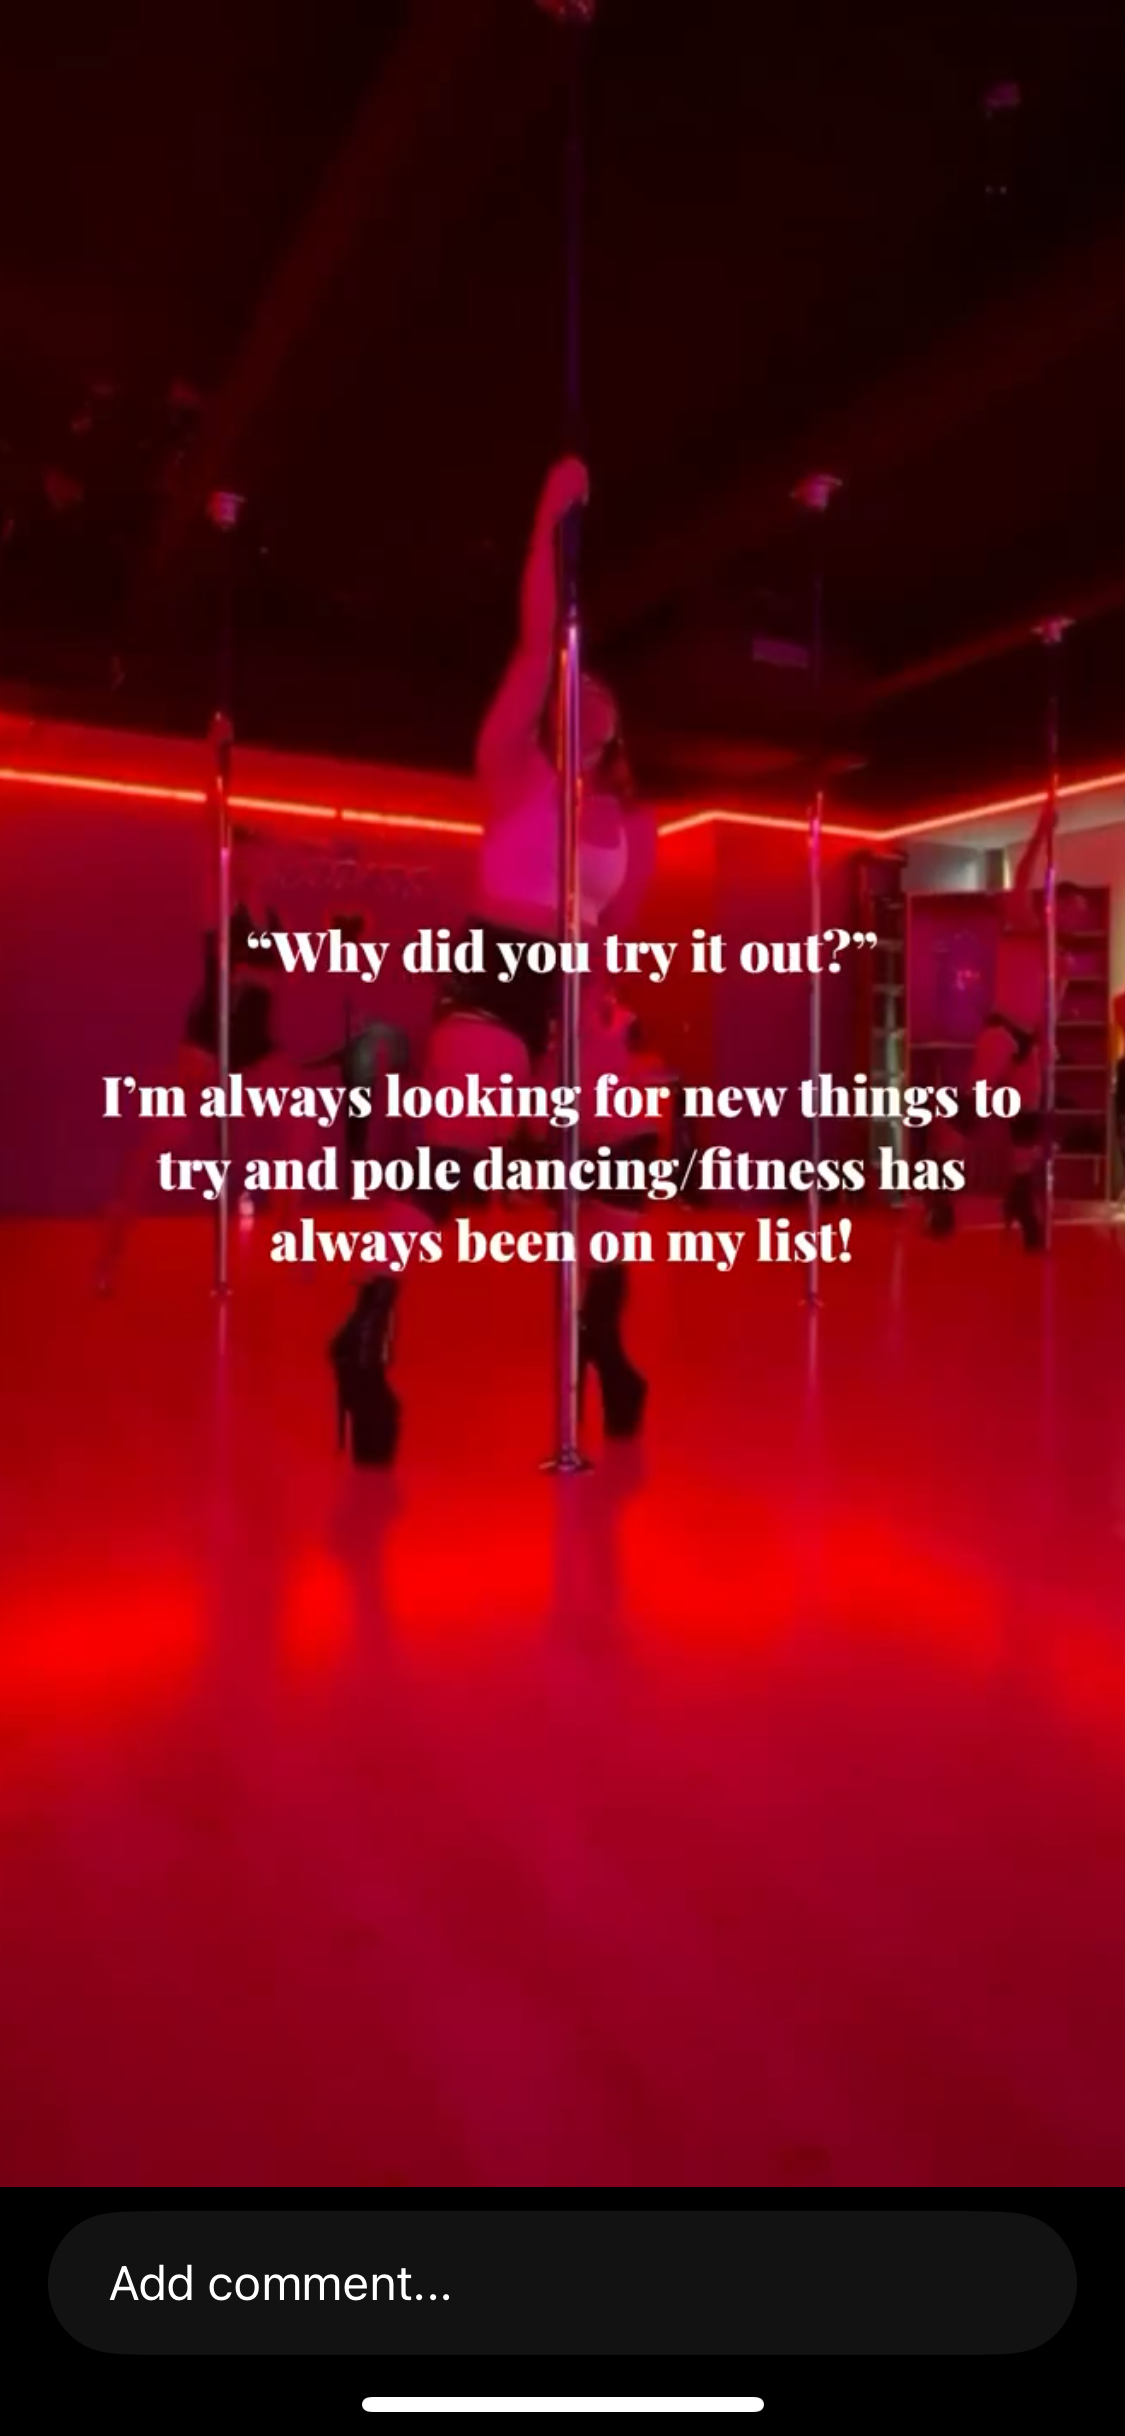 “Why did you try it out?”
I’m always looking for new things to
try and pole dancing/fitness has
always been on my list!
Add comment...